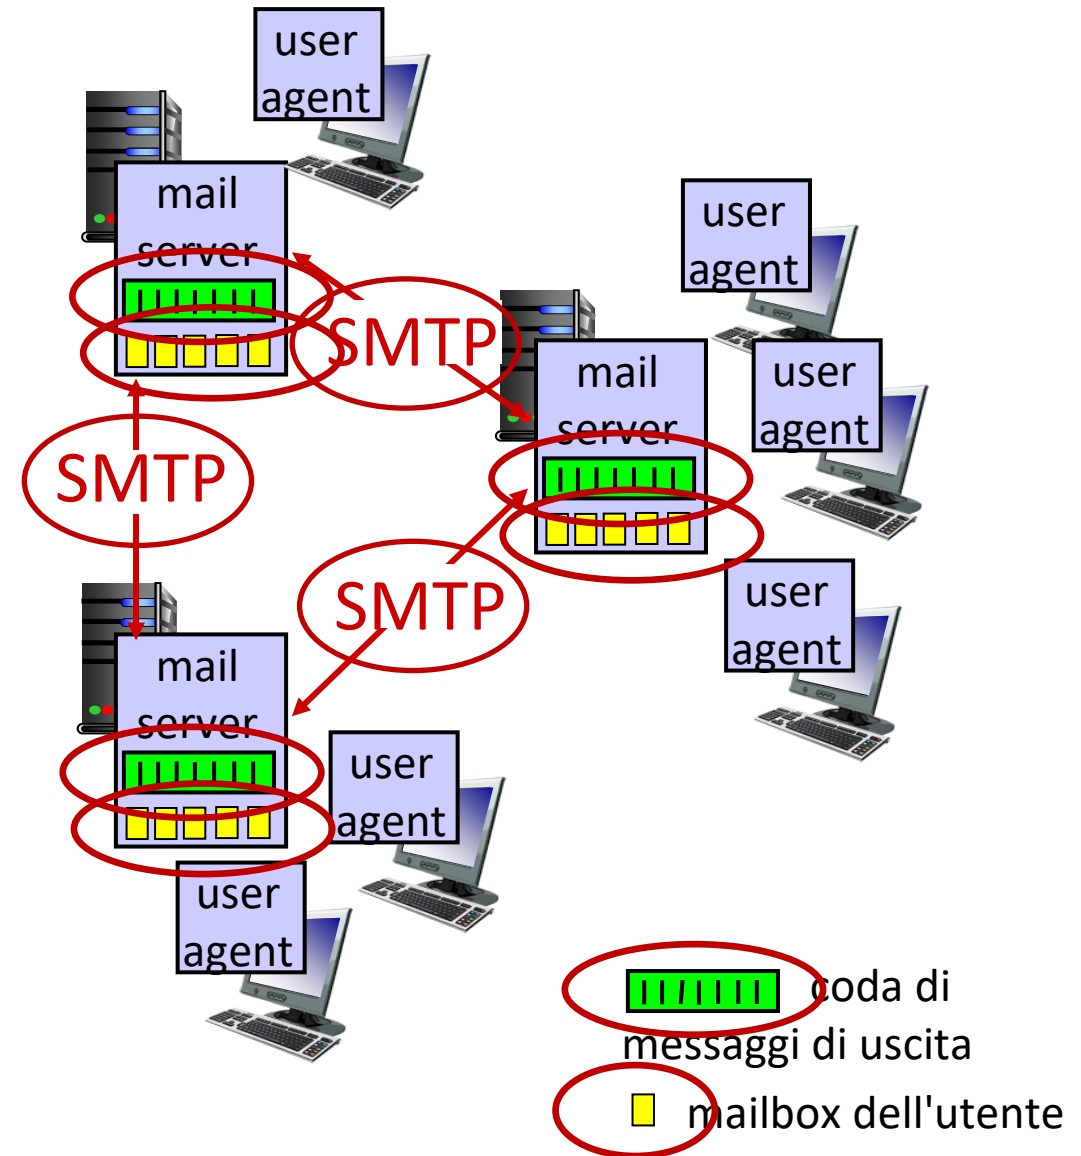 user
agent
mail
server
user
agent
SMTP
mail
server
user
agent
SMTP
SMTP
user
agent
mail
server
user
agent
user
agent
coda di
messaggi di uscita
mailbox dell'utente